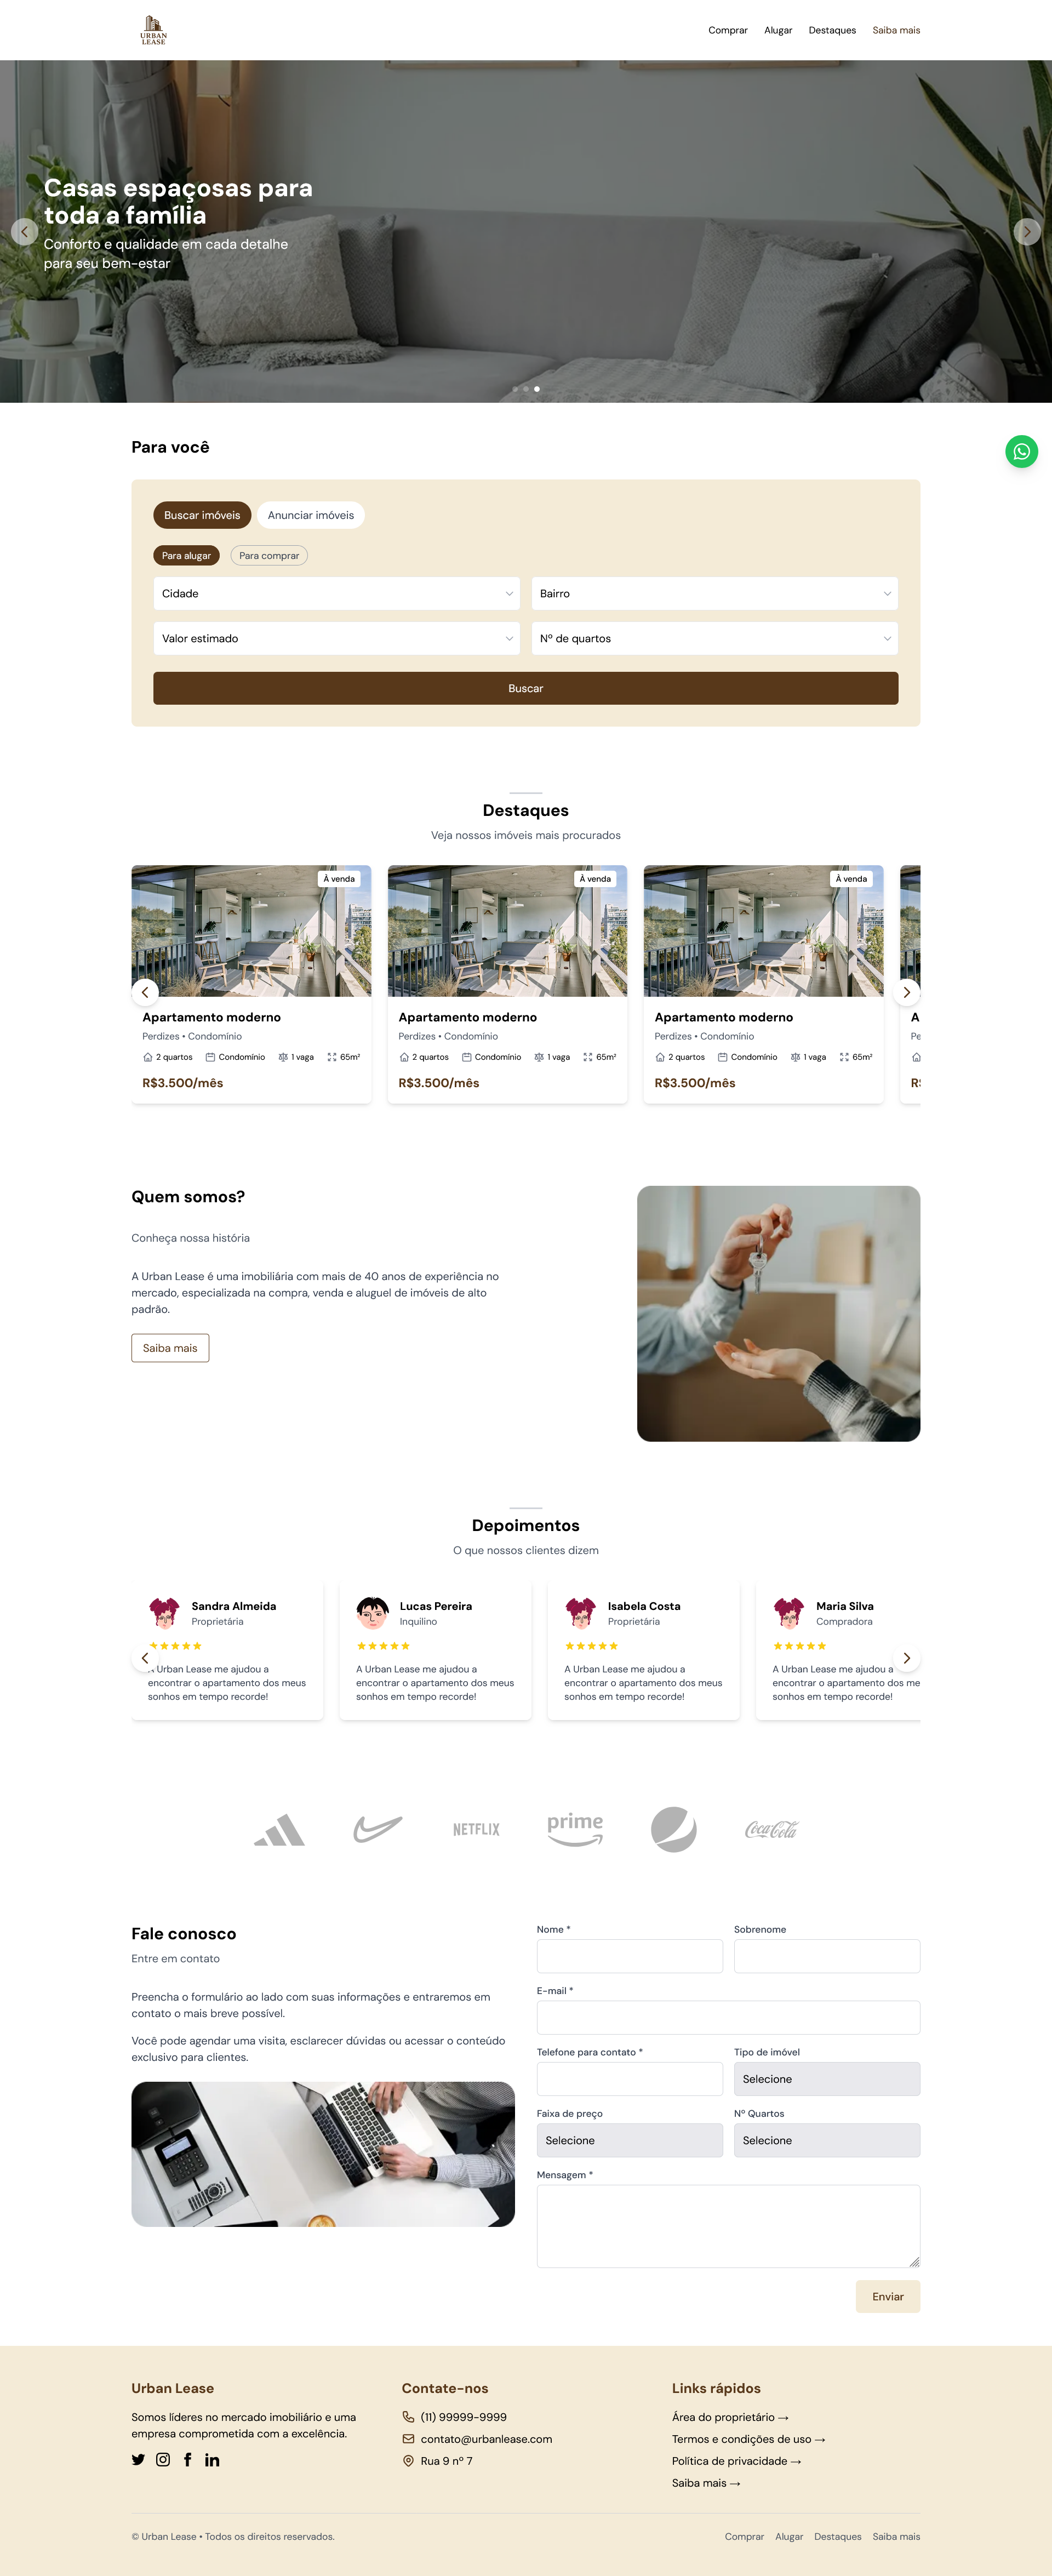 URBAN
LEASE
Comprar Alugar Destaques Saiba mais
Casas espaçosas para
toda a família
Conforto e qualidade em cada detalhe
para seu bem-estar
Para você
Buscar imóveis Anunciar imóveis
Para alugar Para comprar
Cidade Bairro
Valor estimado Nº de quartos
Buscar
Destaques
Veja nossos imóveis mais procurados
À venda À venda À venda
Apartamento moderno Apartamento moderno Apartamento moderno A
Perdizes • Condomínio Perdizes • Condomínio Perdizes • Condomínio Pe
2 quartos Condomínio 1 vaga 65m² 2 quartos Condomínio 1 vaga 65m² 2 quartos Condomínio 1 vaga 65m²
R$3.500/mês R$3.500/mês R$3.500/mês R$
Quem somos?
Conheça nossa história
A Urban Lease é uma imobiliária com mais de 40 anos de experiência no
mercado, especializada na compra, venda e aluguel de imóveis de alto
padrão.
Saiba mais
Depoimentos
O que nossos clientes dizem
Sandra Almeida Lucas Pereira Isabela Costa Maria Silva
Proprietária Inquilino Proprietária Compradora
A Urban Lease me ajudou a A Urban Lease me ajudou a A Urban Lease me ajudou a A Urban Lease me ajudou a
encontrar o apartamento dos meus encontrar o apartamento dos meus encontrar o apartamento dos meus encontrar o apartamento dos me
sonhos em tempo recorde! sonhos em tempo recorde! sonhos em tempo recorde! sonhos em tempo recorde!
NETFLIX prime Coca-Cola
Fale conosco
Entre em contato
Preencha o formulário ao lado com suas informações e entraremos em
contato o mais breve possível.
Você pode agendar uma visita, esclarecer dúvidas ou acessar o conteúdo
exclusivo para clientes.
Nome * Sobrenome
E-mail *
Telefone para contato * Tipo de imóvel
Selecione
Faixa de preço Nº Quartos
Selecione Selecione
Mensagem *
Enviar
Urban Lease
Somos líderes no mercado imobiliário e uma
empresa comprometida com a excelência.
Contate-nos
(11) 99999-9999
contato@urbanlease.com
Rua 9 nº 7
Links rápidos
Área do proprietário →
Termos e condições de uso →
Política de privacidade →
Saiba mais →
© Urban Lease • Todos os direitos reservados.
Comprar Alugar Destaques Saiba mais